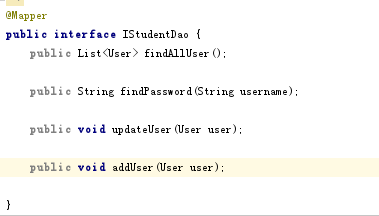 @Mapper
public interface IStudentDao {
public List<User> findAllUser();
public String findPassword(String username);
public void updateUser(User user);
public void addUser(User user);
}